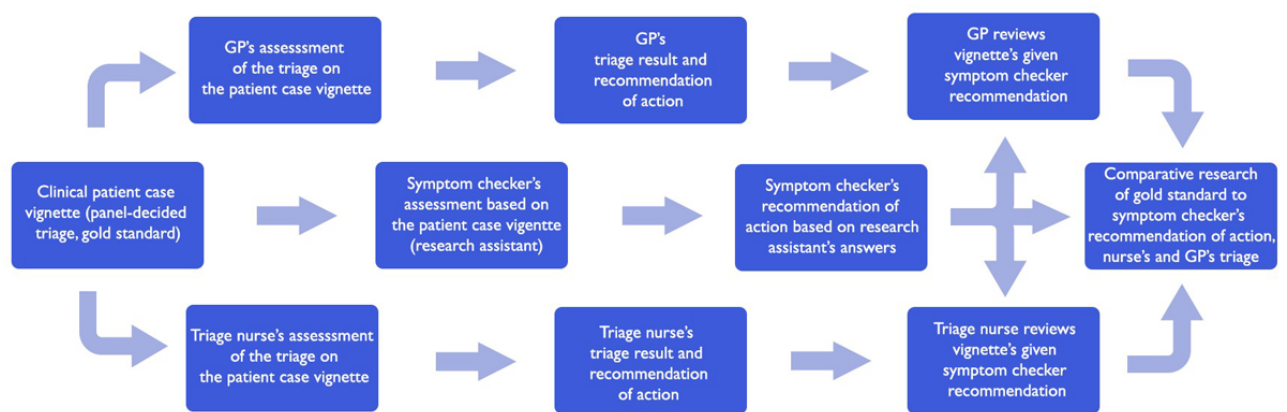 GP's assesssment
of the triage on
the patient case vignette
GP's
triage result and
recommendation
of action
GP reviews
vignette's given
symptom checker
recommendation
Clinical patient case
vignette (panel-decided
triage, gold standard)
Symptom checker's
assessment based on
the patient case vigentte
(research assistant)
Symptom checker's
recommendation of
action based on research
assistant's answers
Comparative research
of gold standard to
symptom checker's
recommendation of action,
nurse's and GP's triage
Triage nurse's assesssment
of the triage on
the patient case vignette
Triage nurse's
triage result and
recommendation
of action
Triage nurse reviews
vignette's given
symptom checker
recommendation